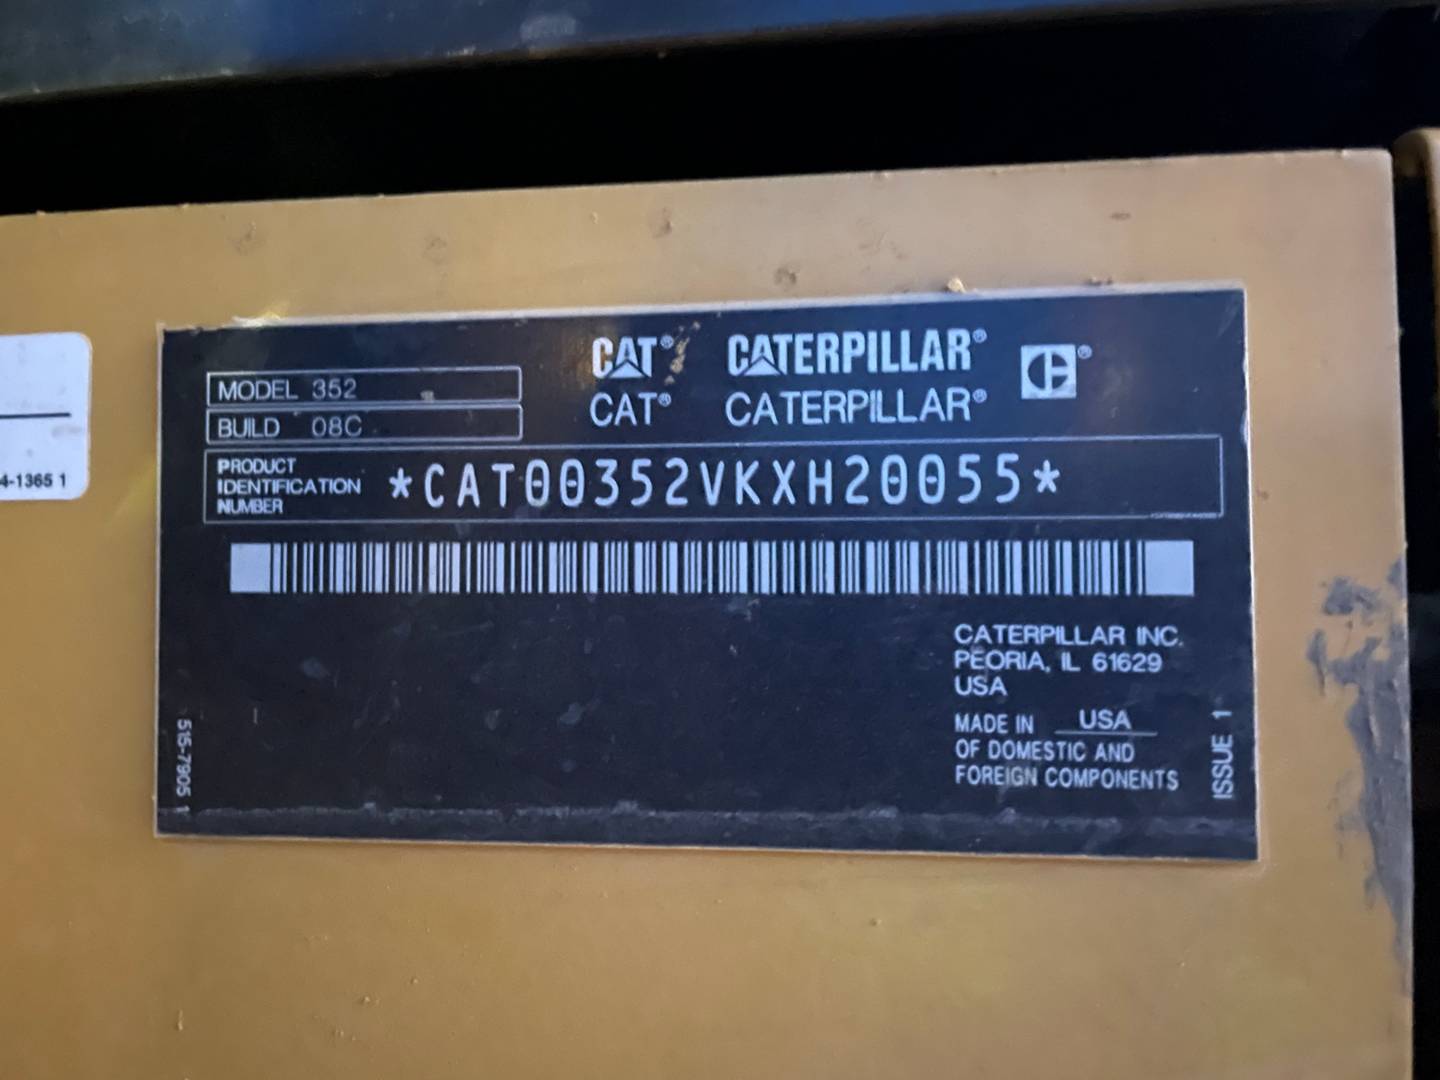 CAT® CATERPILLAR®
CAT® CATERPILLAR®
MODEL 352
BUILD 08C
PRODUCT
IDENTIFICATION
NUMBER
*CAT00352VKXH20055*
CATERPILLAR INC.
PEORIA, IL 61629
USA
MADE IN USA
OF DOMESTIC AND
FOREIGN COMPONENTS
ISSUE 1
515-7905 1
4-1365 1